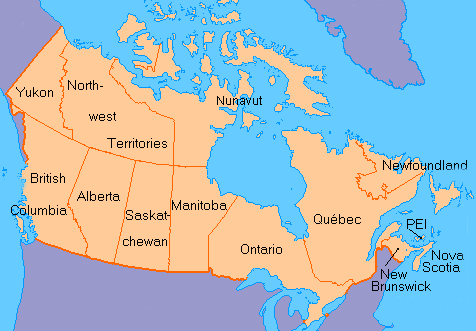 Yukon
North-
west
Territories
Nunavut
British
Columbia
Alberta
Saskat-
chewan
Manitoba
Ontario
Québec
Newfoundland
PEI
Nova
Scotia
New
Brunswick